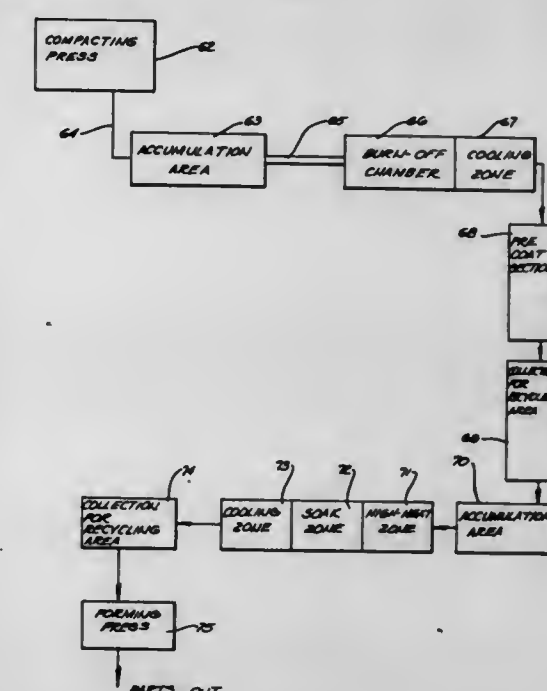 COMPACTING
PRESS
62
64
63
65
66
67
ACCUMULATION
AREA
BURN-OFF
CHAMBER
COOLING
ZONE
68
PRE
COAT
SECTION
FOR
AREA
69
70
ACCUMULATION
AREA
74
73
72
71
COLLECTION
FOR
RECYCLING
AREA
COOLING
ZONE
SOAK
ZONE
HIGH-HEAT
ZONE
FORMING
PRESS
75
PARTS OUT